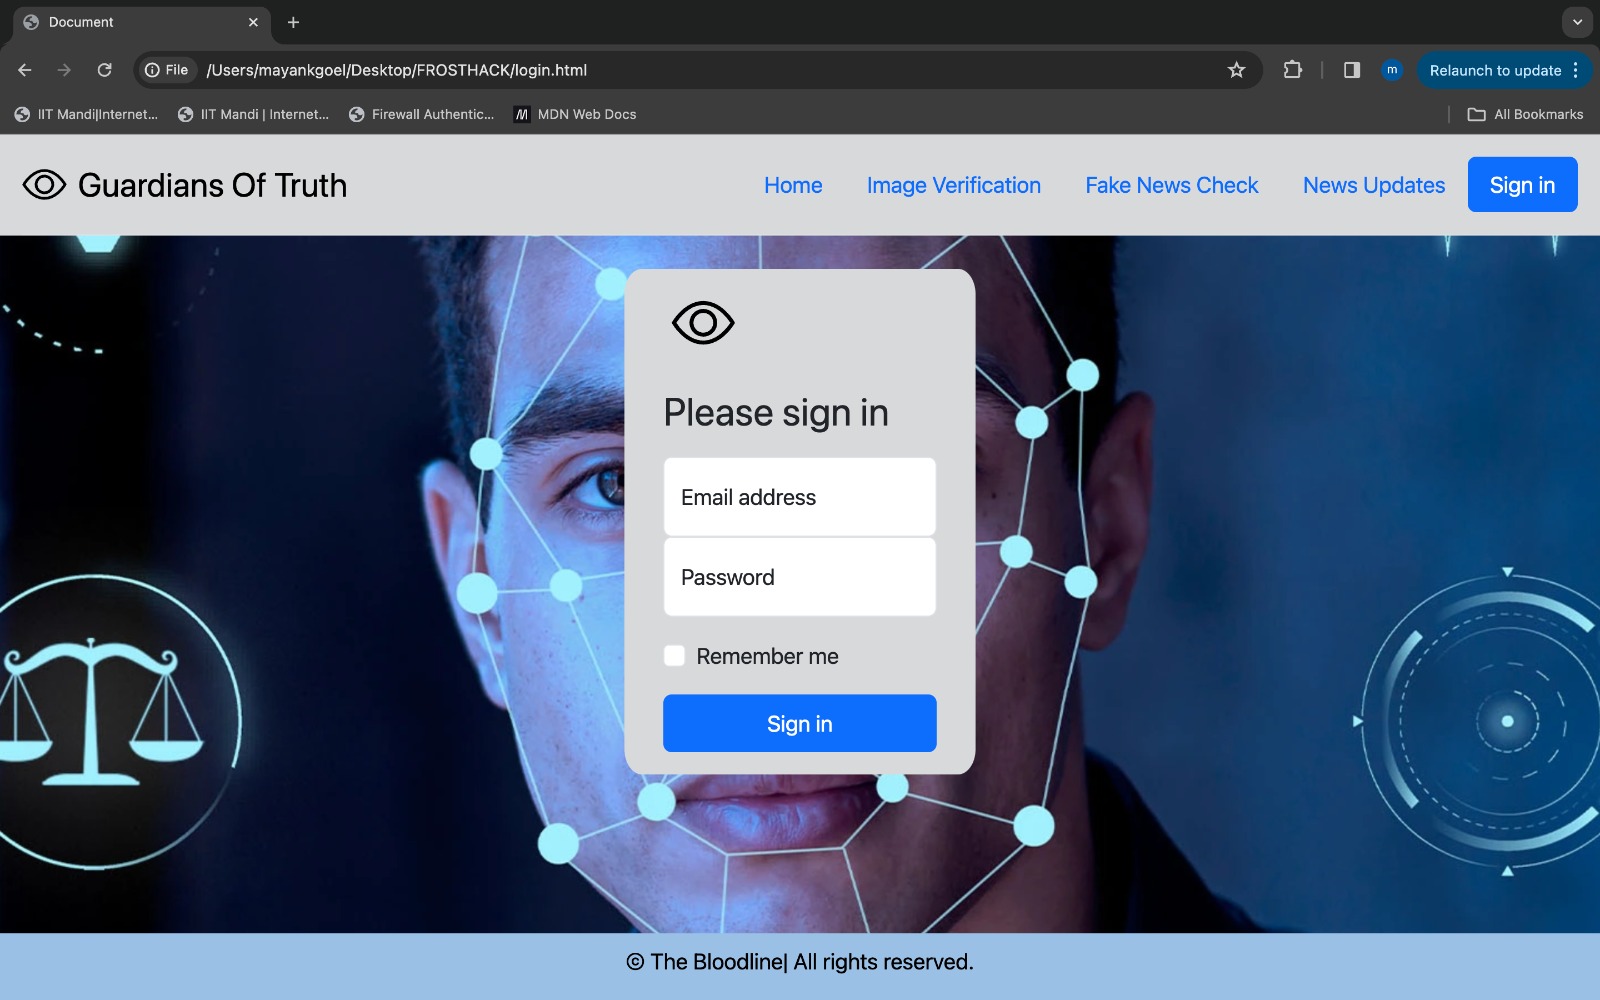 Document
File /Users/mayankgoel/Desktop/FROSTHACK/login.html
m
Relaunch to update
IIT Mandi|Internet...
IIT Mandi | Internet...
Firewall Authentic...
MDN Web Docs
All Bookmarks
Guardians Of Truth
Home
Image Verification
Fake News Check
News Updates
Sign in
Please sign in
Email address
Password
Remember me
Sign in
© The Bloodline| All rights reserved.